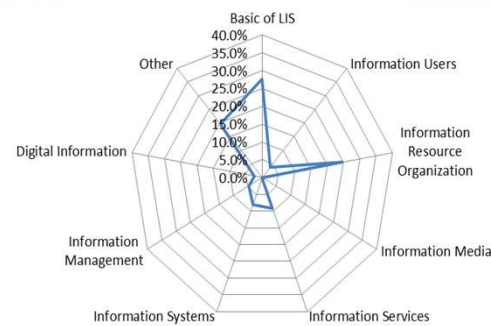 Basic of LIS
40.0%
35.0%
30.0%
25.0%
20.0%
15.0%
10.0%
5.0%
0.0%
Information Users
Information
Resource
Organization
Information Media
Information Services
Information Systems
Information
Management
Digital Information
Other